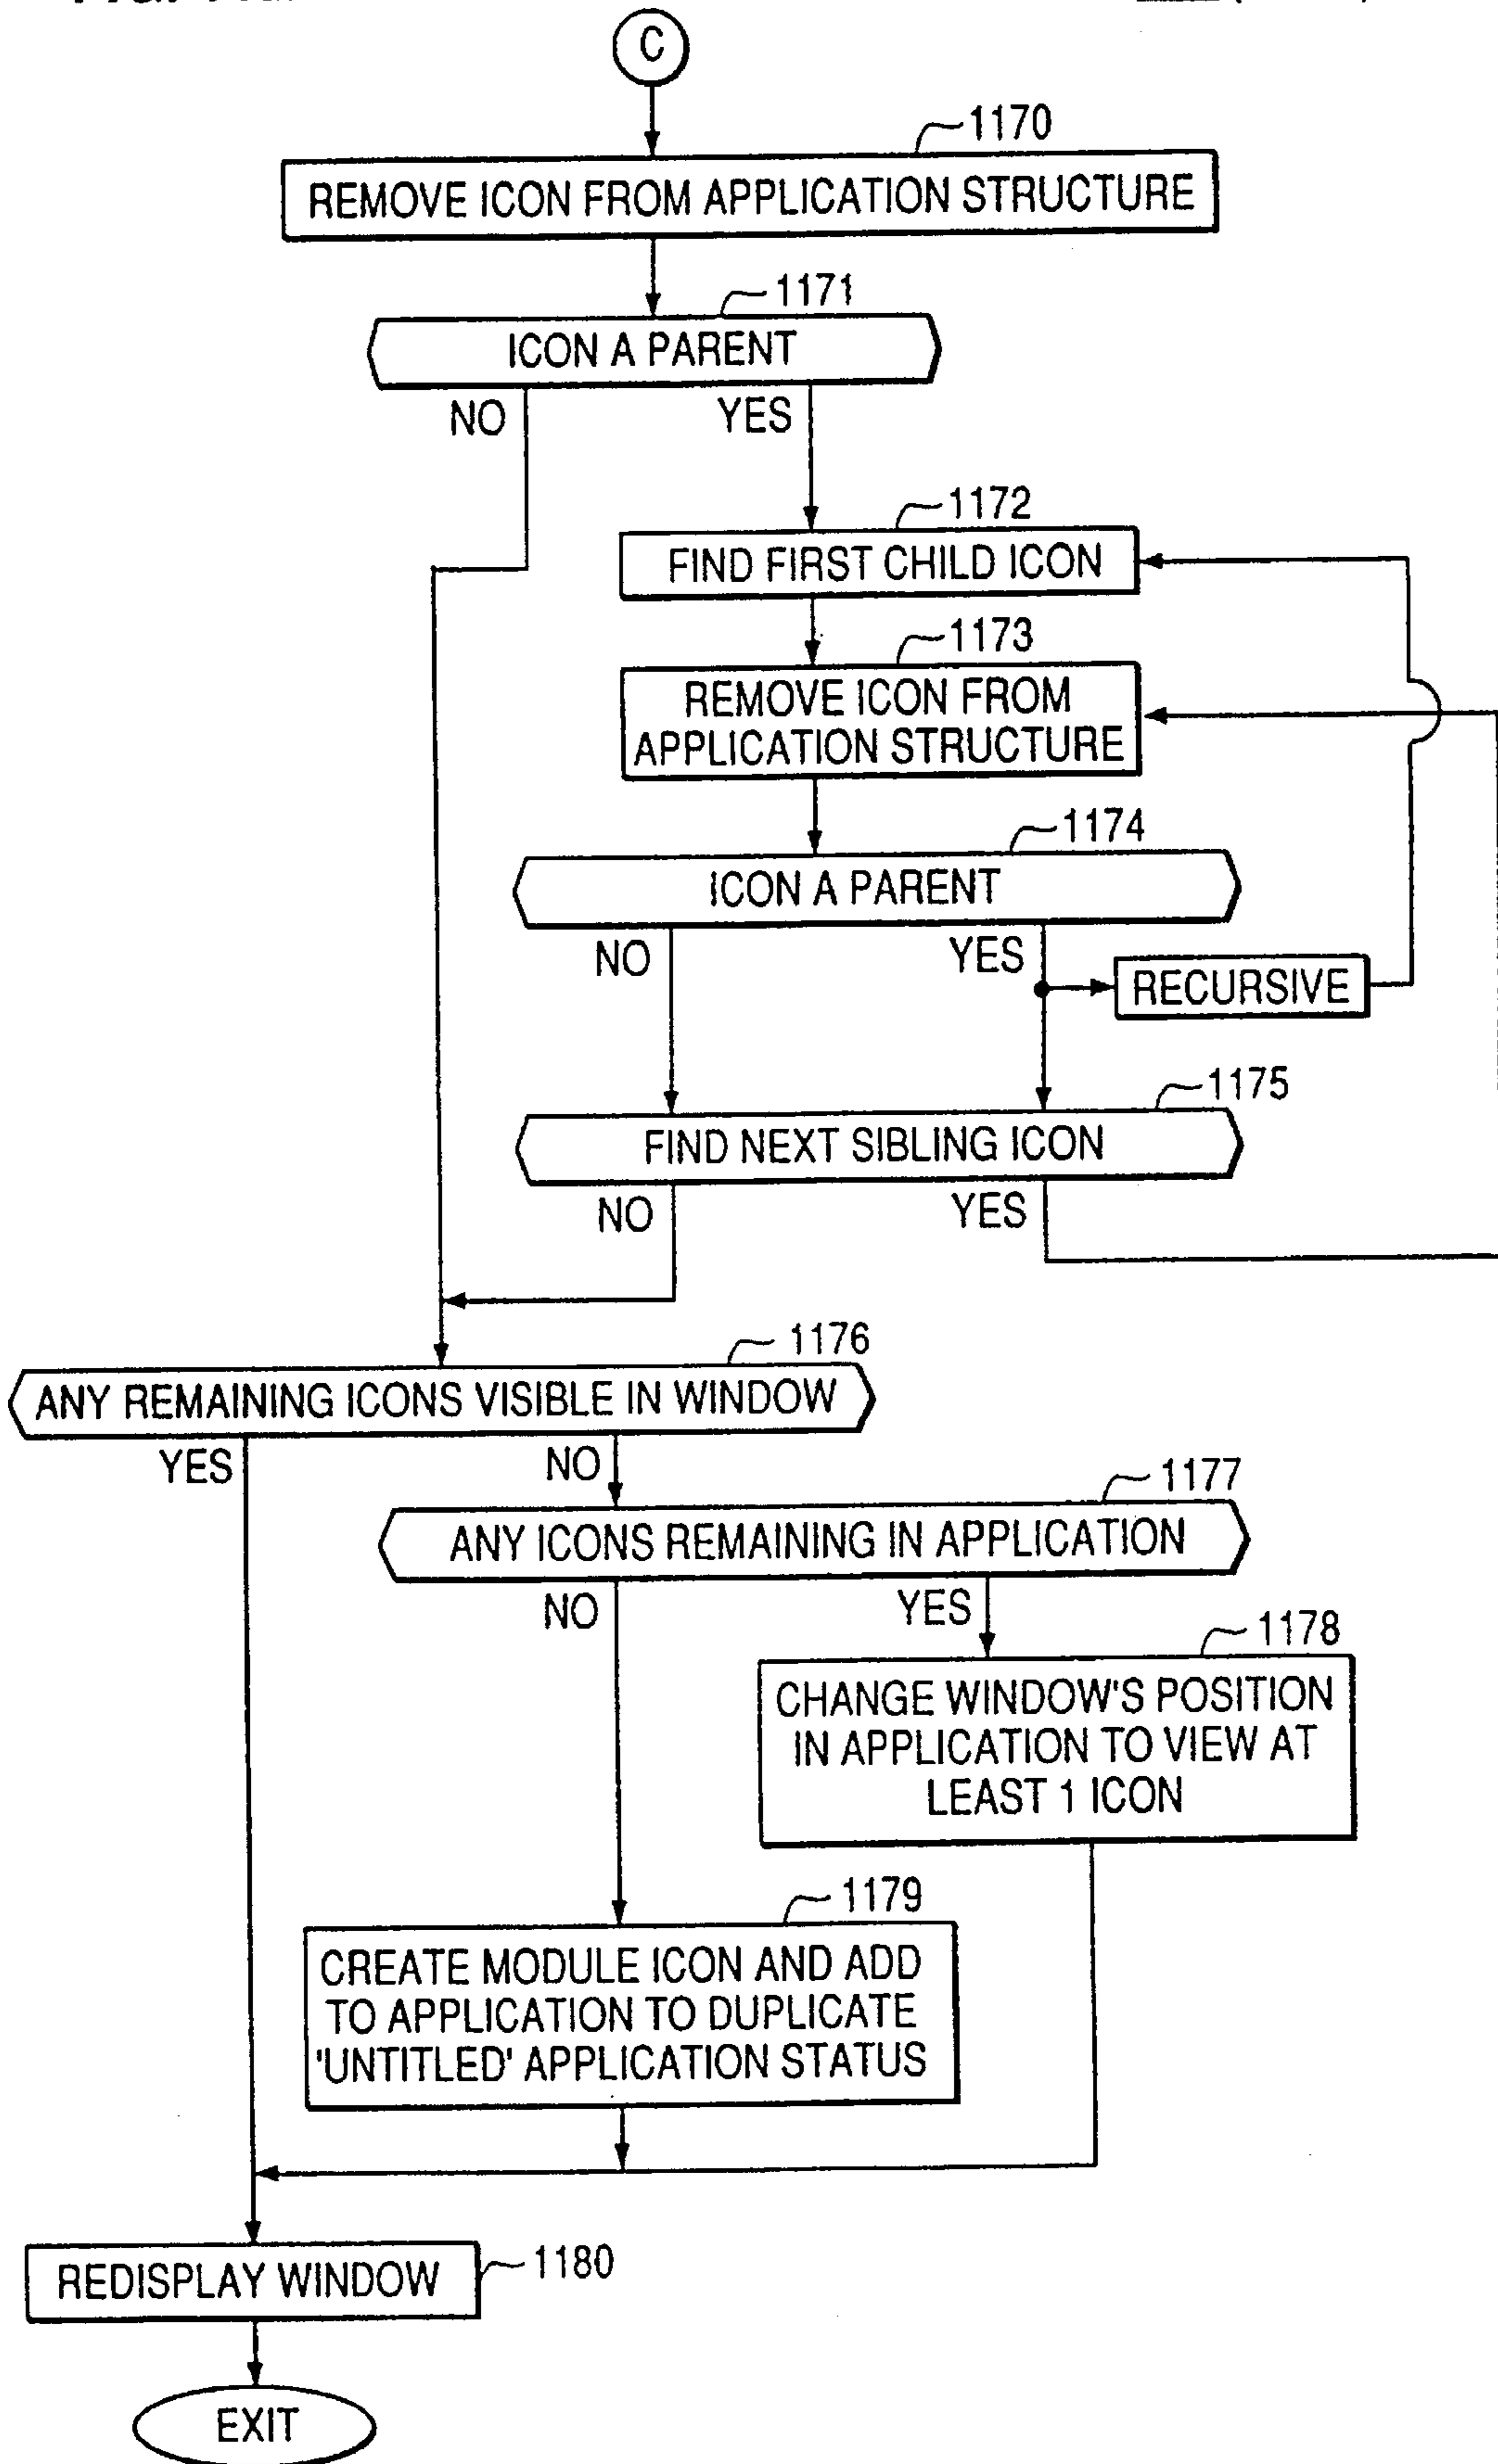 C
1170
REMOVE ICON FROM APPLICATION STRUCTURE
1171
ICON A PARENT
NO
YES
1172
FIND FIRST CHILD ICON
1173
REMOVE ICON FROM
APPLICATION STRUCTURE
1174
ICON A PARENT
NO
YES
RECURSIVE
1175
FIND NEXT SIBLING ICON
NO
YES
1176
ANY REMAINING ICONS VISIBLE IN WINDOW
YES
NO
1177
ANY ICONS REMAINING IN APPLICATION
NO
YES
1178
CHANGE WINDOW'S POSITION
IN APPLICATION TO VIEW AT
LEAST 1 ICON
1179
CREATE MODULE ICON AND ADD
TO APPLICATION TO DUPLICATE
'UNTITLED' APPLICATION STATUS
REDISPLAY WINDOW
1180
EXIT